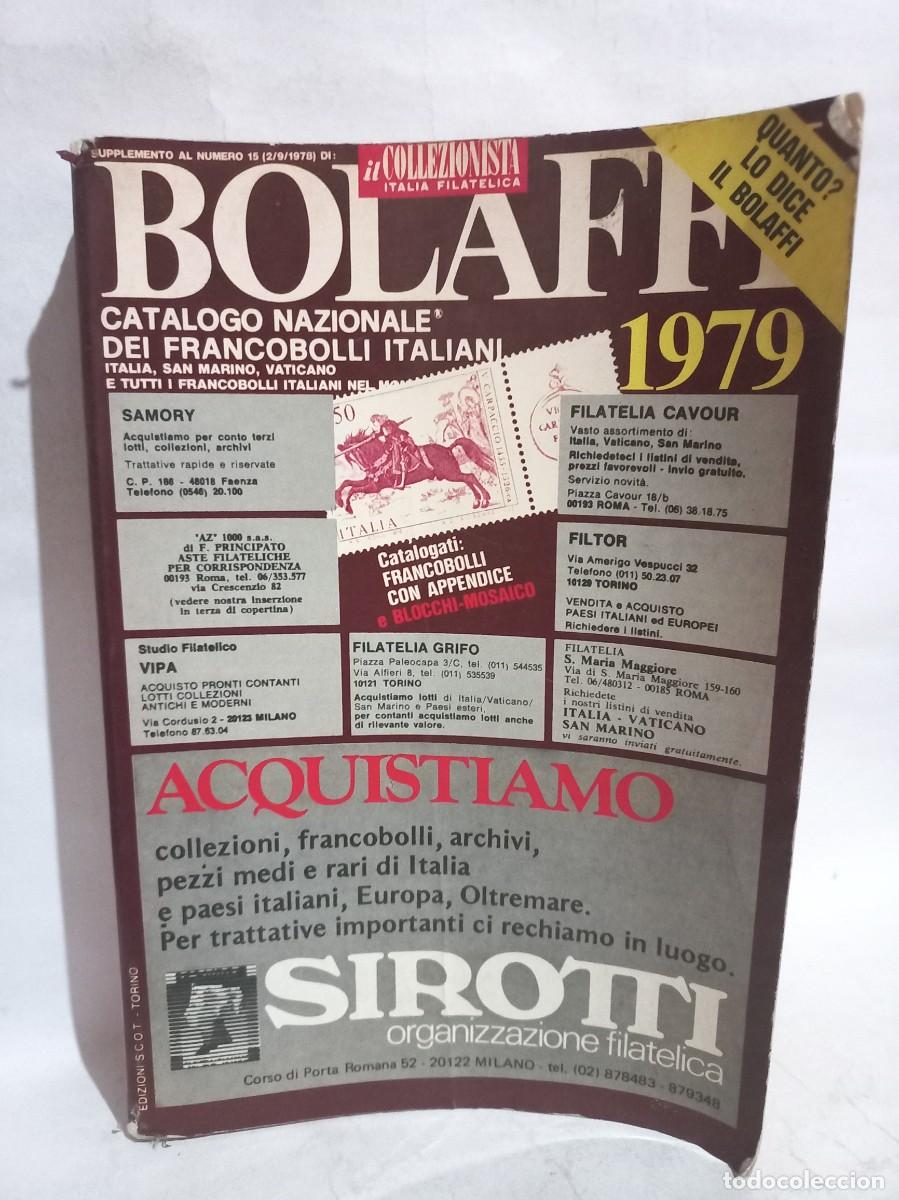 SUPPLEMENTO AL NUMERO 15 (2/9/1978) DI:
il COLLEZIONISTA
ITALIA FILATELICA
QUANTO?
LO DICE
IL BOLAFFI
BOLAFFI
1979
CATALOGO NAZIONALE®
DEI FRANCOBOLLI ITALIANI
ITALIA, SAN MARINO, VATICANO
E TUTTI I FRANCOBOLLI ITALIANI NEL
SAMORY
Acquistiamo per conto terzi
lotti, collezioni, archivi
Trattative rapide e riservate
C. P. 186 - 48018 Faenza
Telefono (0546) 20.100
50
V. CARPACCIO 1455-1526 ca
ITALIA
FILATELIA CAVOUR
Vasto assortimento di:
Italia, Vaticano, San Marino
Richiedeteci i listini di vendita,
prezzi favorevoli - invio gratuito.
Servizio novità.
Piazza Cavour 18/b
00193 ROMA - Tel. (06) 38.18.75
"AZ" 1000 s.a.s.
di F. PRINCIPATO
ASTE FILATELICHE
PER CORRISPONDENZA
00193 Roma, tel. 06/353.577
via Crescenzio 82
(vedere nostra inserzione
in terza di copertina)
Catalogati:
FRANCOBOLLI
CON APPENDICE
e BLOCCHI-MOSAICO
FILTOR
Via Amerigo Vespucci 32
Telefono (011) 50.23.07
10129 TORINO
VENDITA e ACQUISTO
PAESI ITALIANI ed EUROPEI
Richiedere i listini.
Studio Filatelico
VIPA
ACQUISTO PRONTI CONTANTI
LOTTI COLLEZIONI
ANTICHI E MODERNI
Via Cordusio 2 - 20123 MILANO
Telefono 87.63.04
FILATELIA GRIFO
Piazza Paleocapa 3/C, tel. (011) 544535
Via Alfieri 8, tel. (011) 535539
10121 TORINO
Acquistiamo lotti di Italia/Vaticano/
San Marino e Paesi esteri,
per contanti acquistiamo lotti anche
di rilevante valore.
FILATELIA
S. Maria Maggiore
Via di S. Maria Maggiore 159-160
Tel. 06/480312 - 00185 ROMA
Richiedete
i nostri listini di vendita
ITALIA - VATICANO
SAN MARINO
vi saranno inviati gratuitamente.
ACQUISTIAMO
collezioni, francobolli, archivi,
pezzi medi e rari di Italia
e paesi italiani, Europa, Oltremare.
Per trattative importanti ci rechiamo in luogo.
SIROTTI
organizzazione filatelica
Corso di Porta Romana 52 - 20122 MILANO - tel. (02) 878483 - 879348
EDIZIONI S.C.O.T. - TORINO
todocoleccion